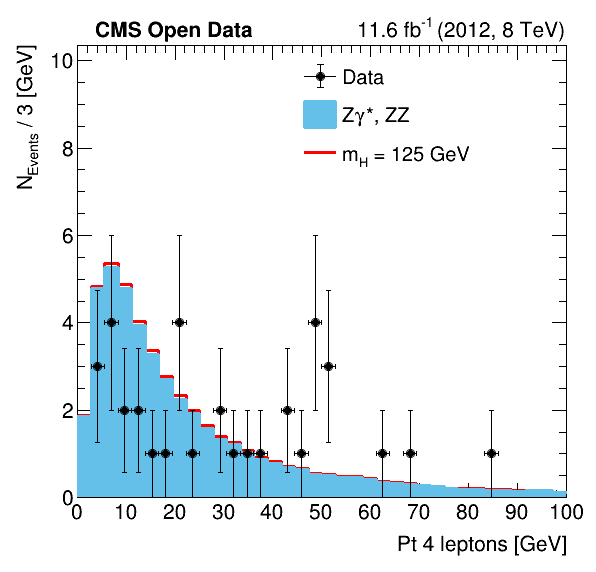 CMS Open Data 11.6 fb⁻¹ (2012, 8 TeV)
N_Events / 3 [GeV]
10
8
6
4
2
0
Data
Zγ*, ZZ
m_H = 125 GeV
0 10 20 30 40 50 60 70 80 90 100
Pt 4 leptons [GeV]